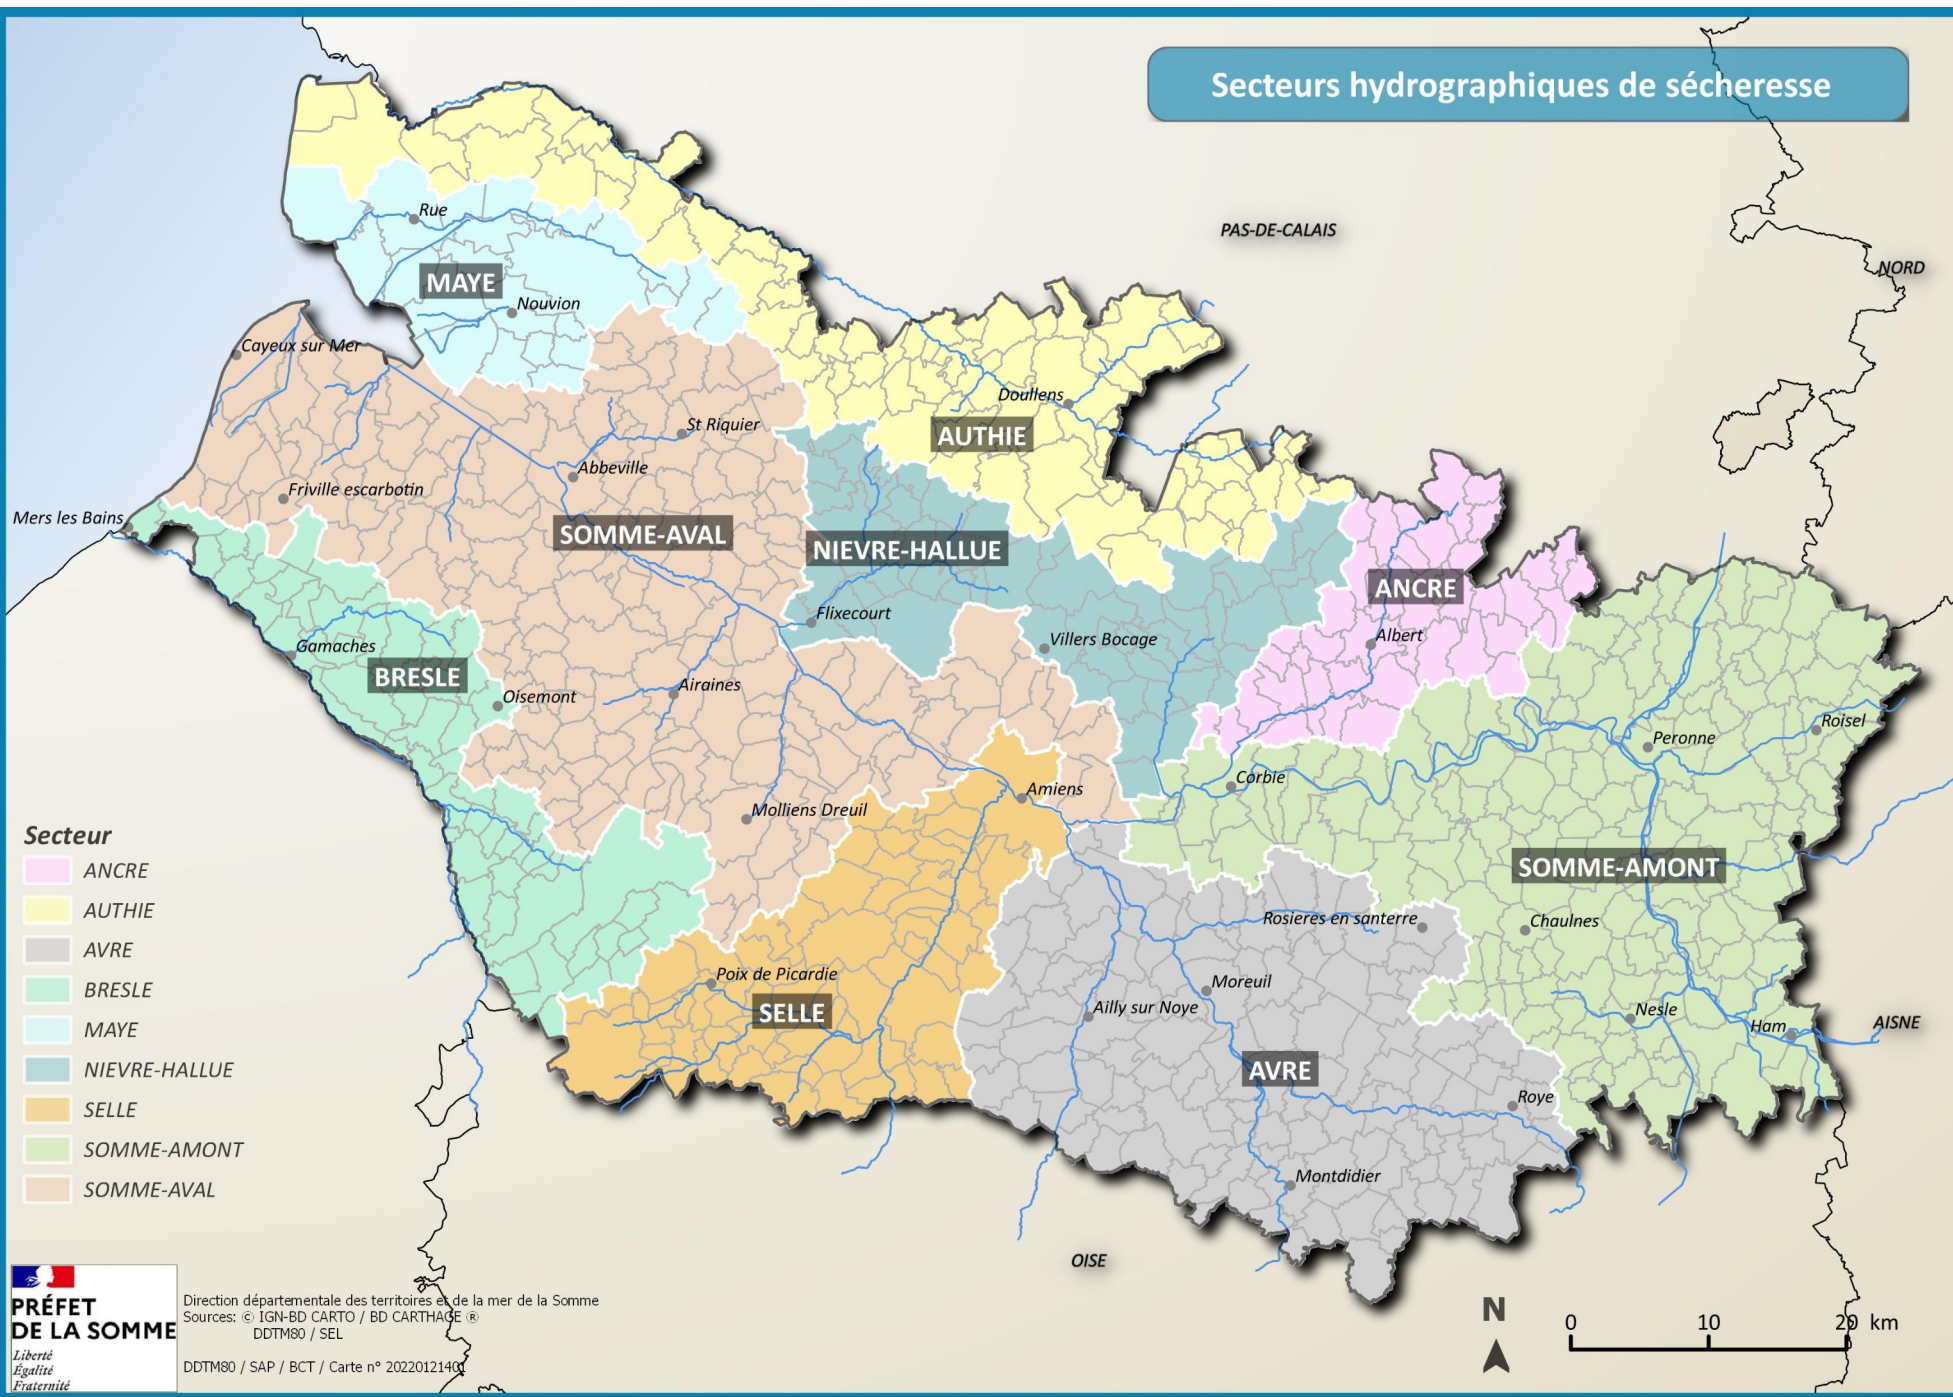 Secteurs hydrographiques de sécheresse
PAS-DE-CALAIS
NORD
Rue
MAYE
Nouvion
Cayeux sur Mer
Doullens
AUTHIE
St Riquier
Abbeville
Friville escarbotin
Mers les Bains
SOMME-AVAL
NIEVRE-HALLUE
ANCRE
Flixecourt
Villers Bocage
Albert
Gamaches
BRESLE
Oisemont
Airaines
Roisel
Peronne
Corbie
Amiens
Molliens Dreuil
SOMME-AMONT
Rosieres en santerre
Chaulnes
Poix de Picardie
SELLE
Moreuil
Ailly sur Noye
Nesle
Ham
AISNE
AVRE
Roye
Montdidier
OISE
Secteur
ANCRE
AUTHIE
AVRE
BRESLE
MAYE
NIEVRE-HALLUE
SELLE
SOMME-AMONT
SOMME-AVAL
PRÉFET
DE LA SOMME
Liberté
Égalité
Fraternité
Direction départementale des territoires et de la mer de la Somme
Sources: © IGN-BD CARTO / BD CARTHAGE ®
DDTM80 / SEL
DDTM80 / SAP / BCT / Carte n° 20220121401
N
0 10 20 km